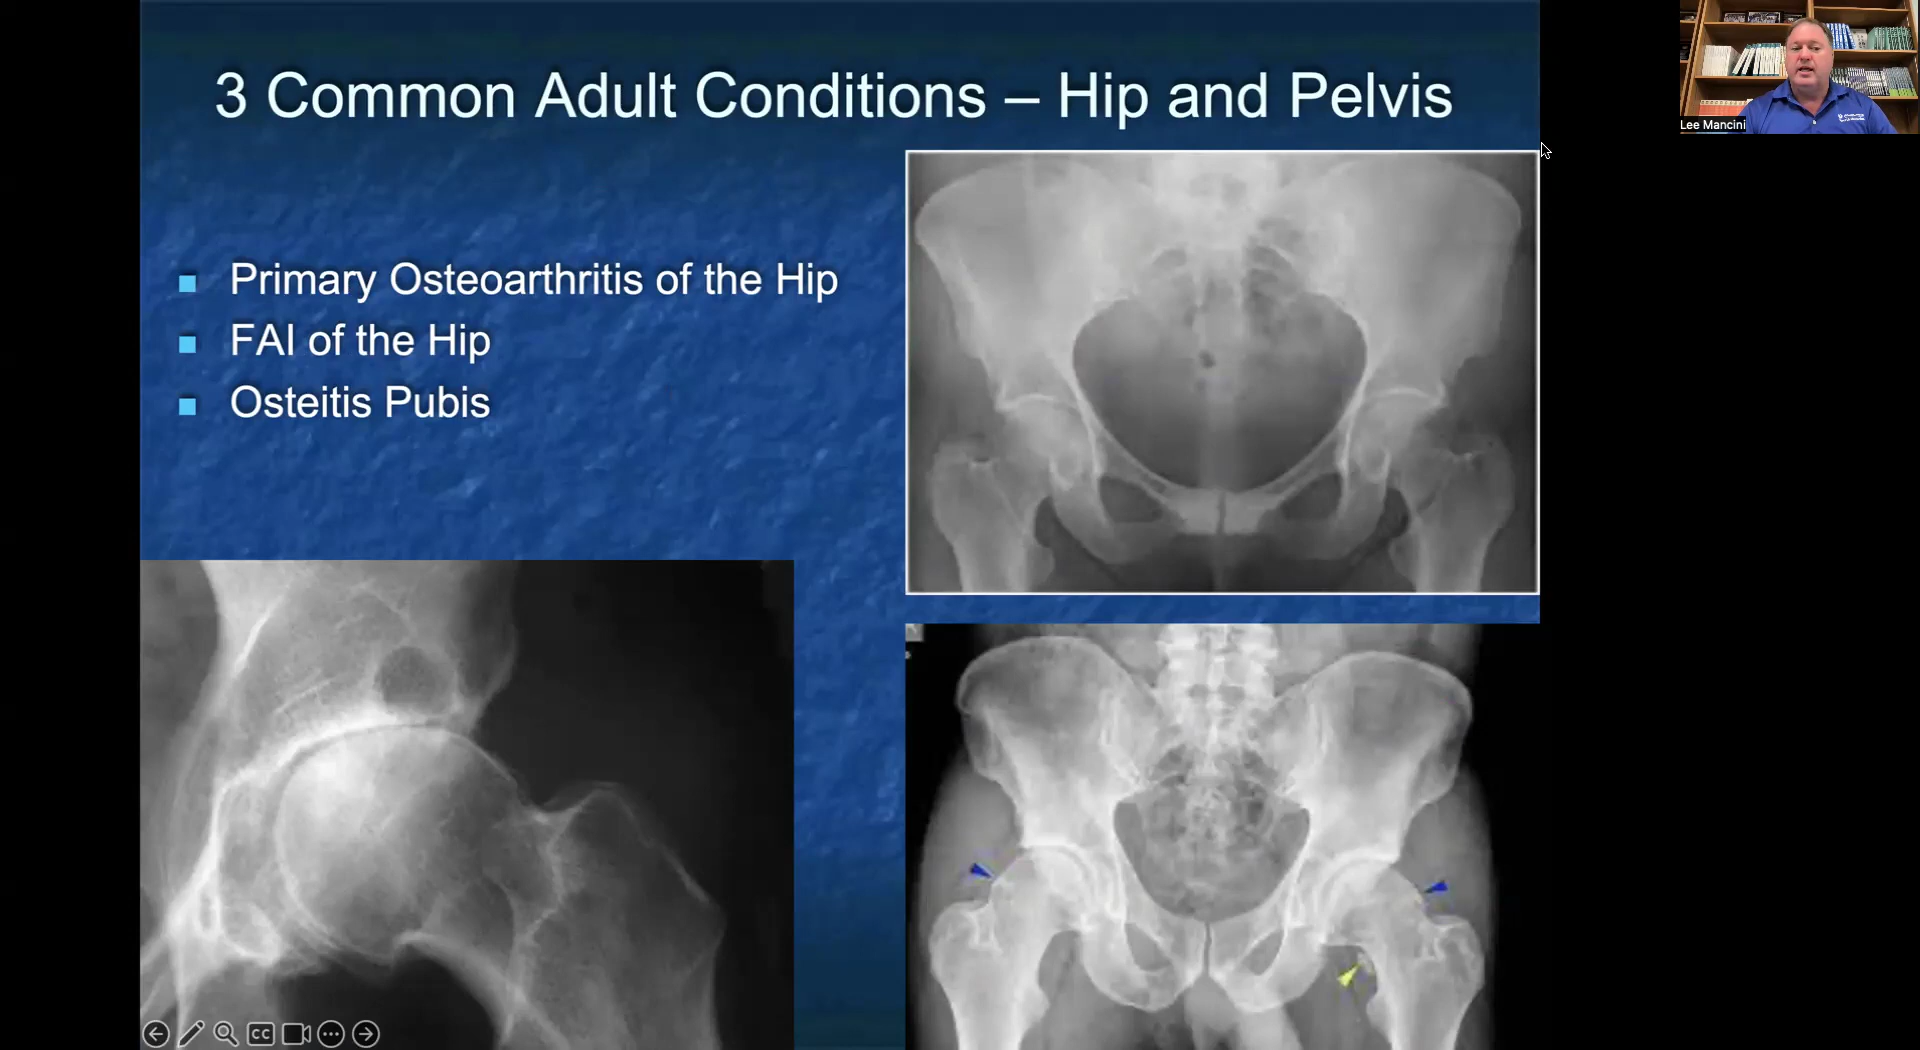 3 Common Adult Conditions – Hip and Pelvis
Lee Mancini
Primary Osteoarthritis of the Hip
FAI of the Hip
Osteitis Pubis
CC